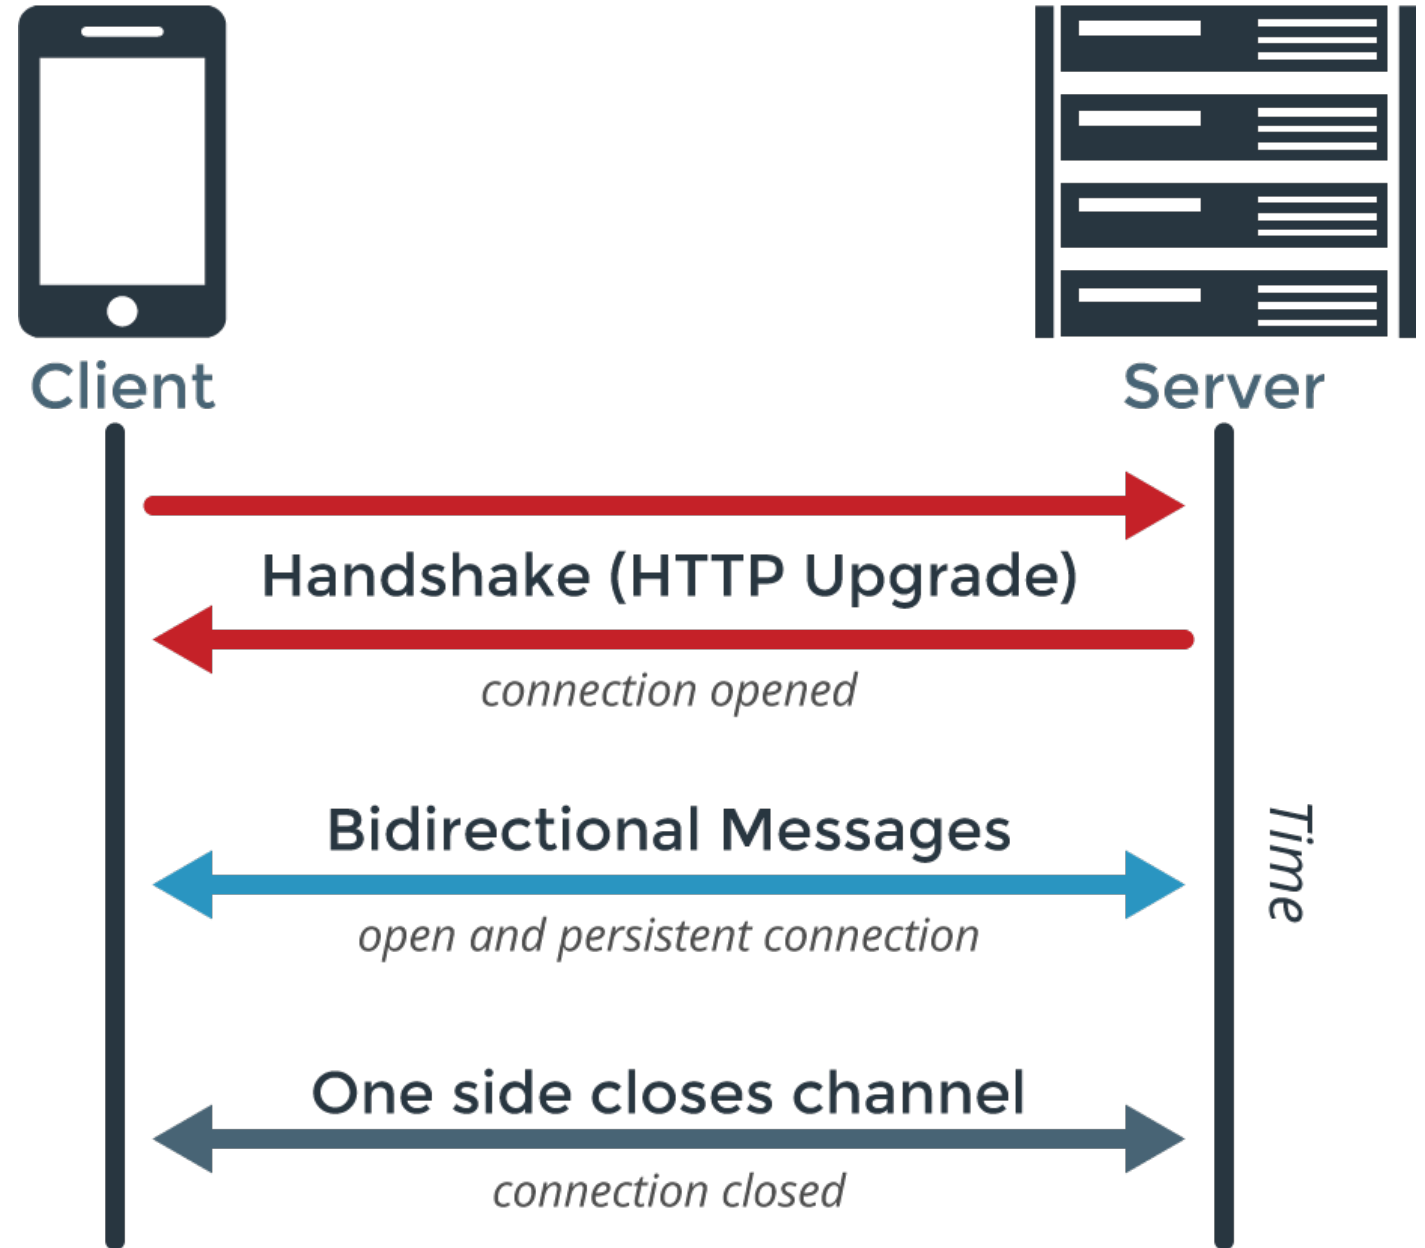 Client
Server
Handshake (HTTP Upgrade)
connection opened
Bidirectional Messages
Time
open and persistent connection
One side closes channel
connection closed